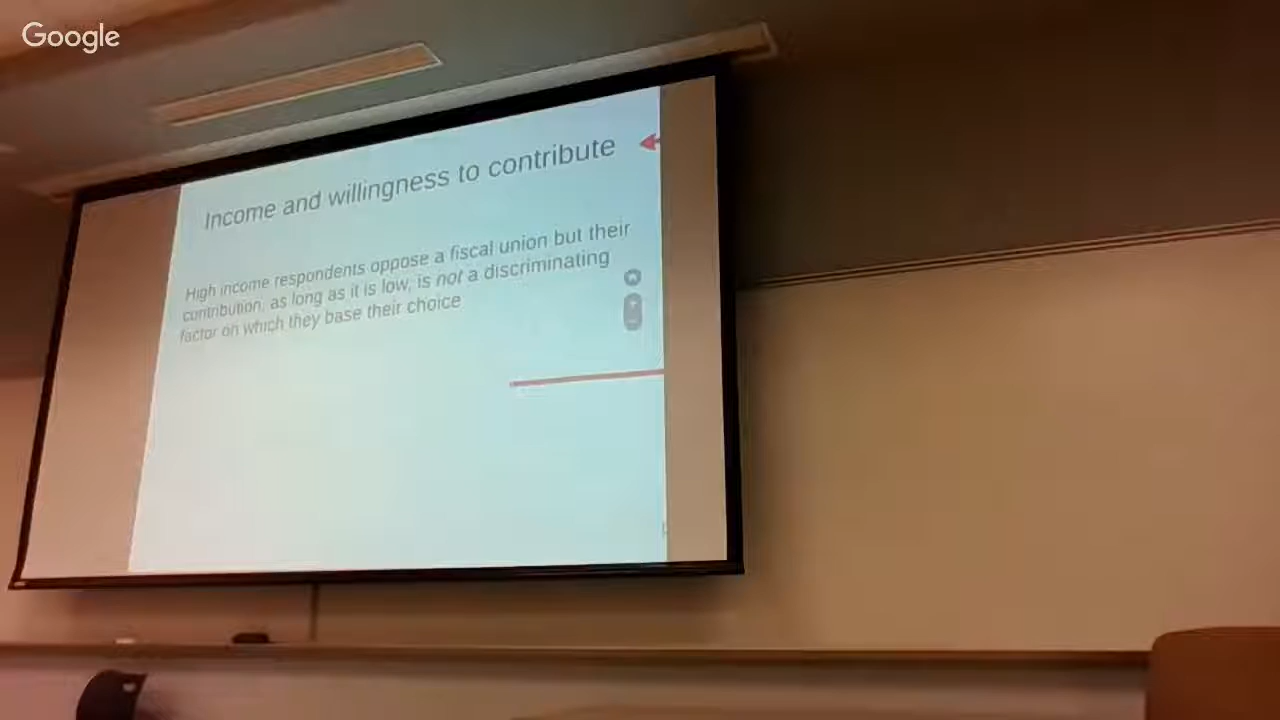 Google
Income and willingness to contribute
High income respondents oppose a fiscal union but their
contribution, as long as it is low, is not a discriminating
factor on which they base their choice